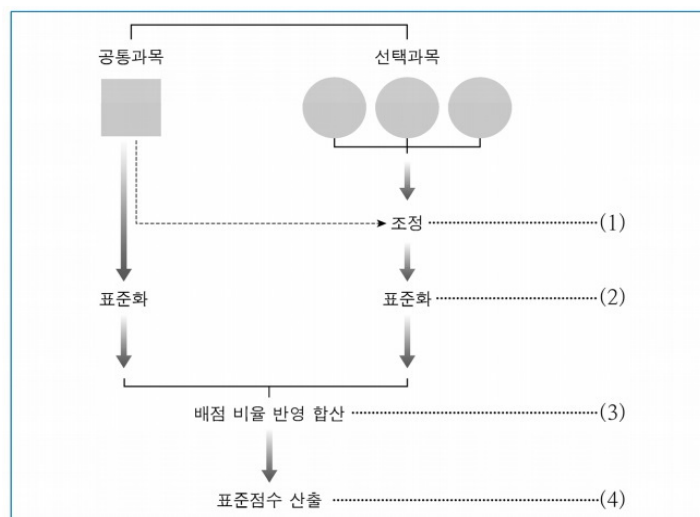 공통과목 선택과목
조정 (1)
표준화 표준화 (2)
배점 비율 반영 합산 (3)
표준점수 산출 (4)